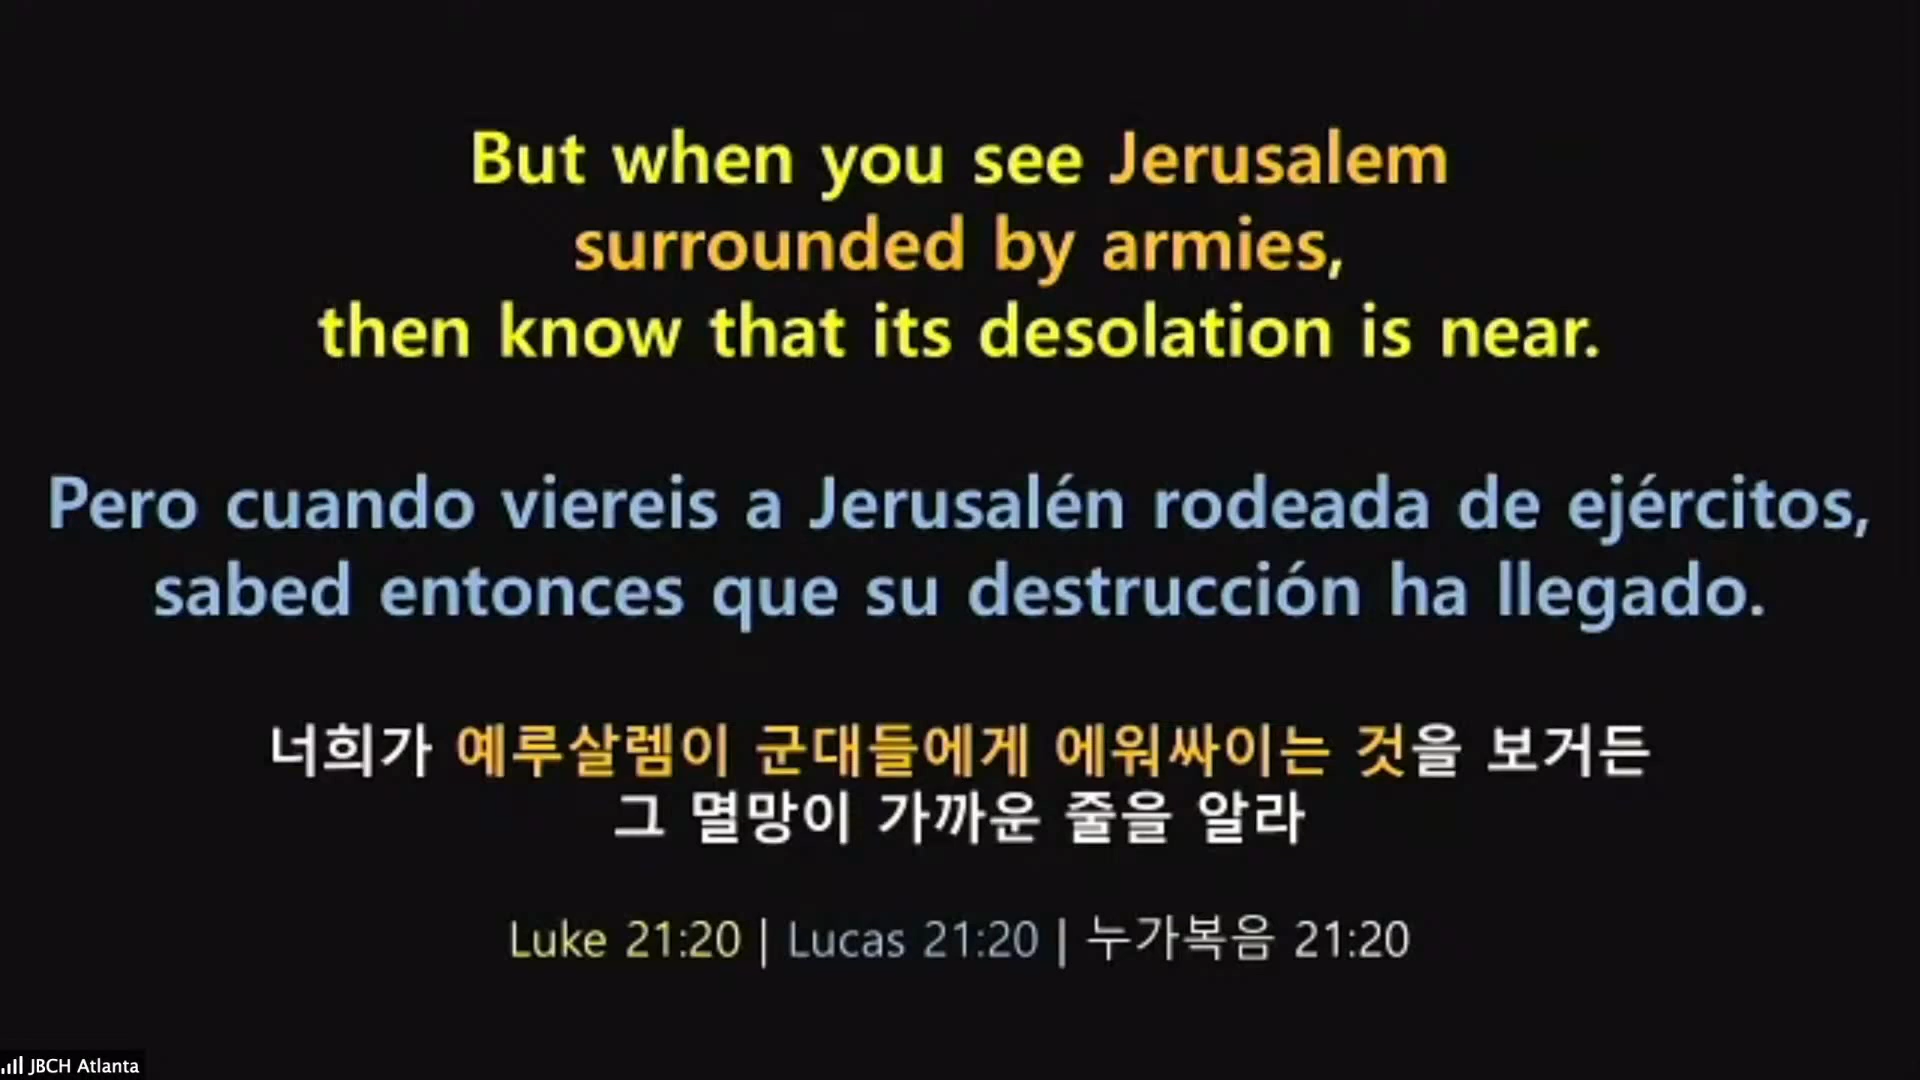 But when you see Jerusalem
surrounded by armies,
then know that its desolation is near.
Pero cuando viereis a Jerusalén rodeada de ejércitos,
sabed entonces que su destrucción ha llegado.
너희가 예루살렘이 군대들에게 에워싸이는 것을 보거든
그 멸망이 가까운 줄을 알라
Luke 21:20 | Lucas 21:20 | 누가복음 21:20
JBCH Atlanta